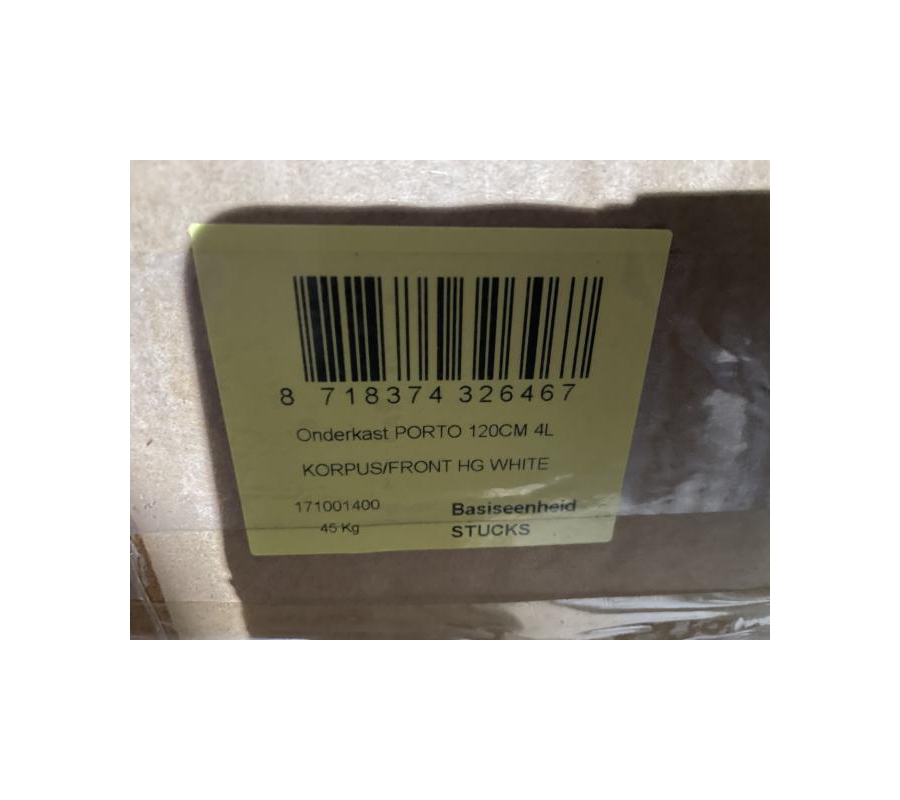 8 718374 326467
Onderkast PORTO 120CM 4L
KORPUS/FRONT HG WHITE
171001400 Basiseenheid
45 Kg STUCKS